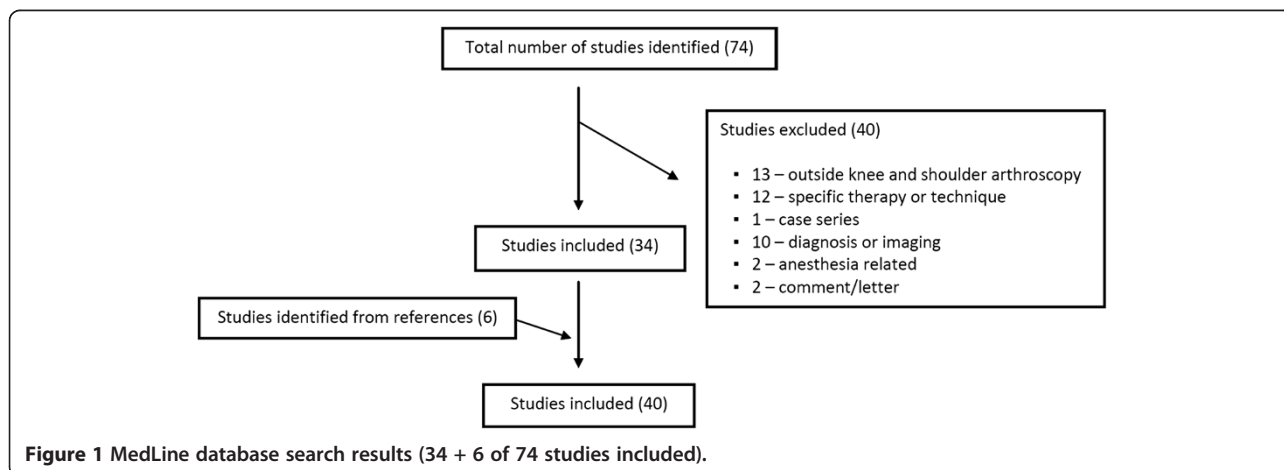 Total number of studies identified (74)
Studies excluded (40)
▪ 13 – outside knee and shoulder arthroscopy
▪ 12 – specific therapy or technique
▪ 1 – case series
▪ 10 – diagnosis or imaging
▪ 2 – anesthesia related
▪ 2 – comment/letter
Studies included (34)
Studies identified from references (6)
Studies included (40)
Figure 1 MedLine database search results (34 + 6 of 74 studies included).